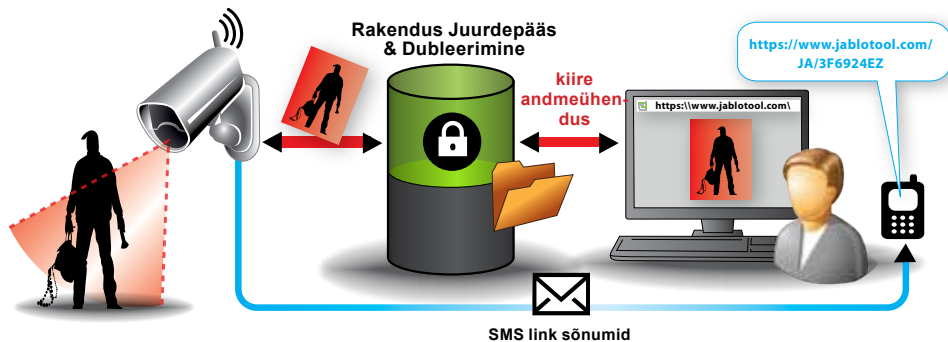 Rakendus Juurdepääs
& Dubleerimine
kiire
andmeühen-
dus
https:\\www.jablotool.com\
https://www.jablotool.com/
JA/3F6924EZ
SMS link sõnumid